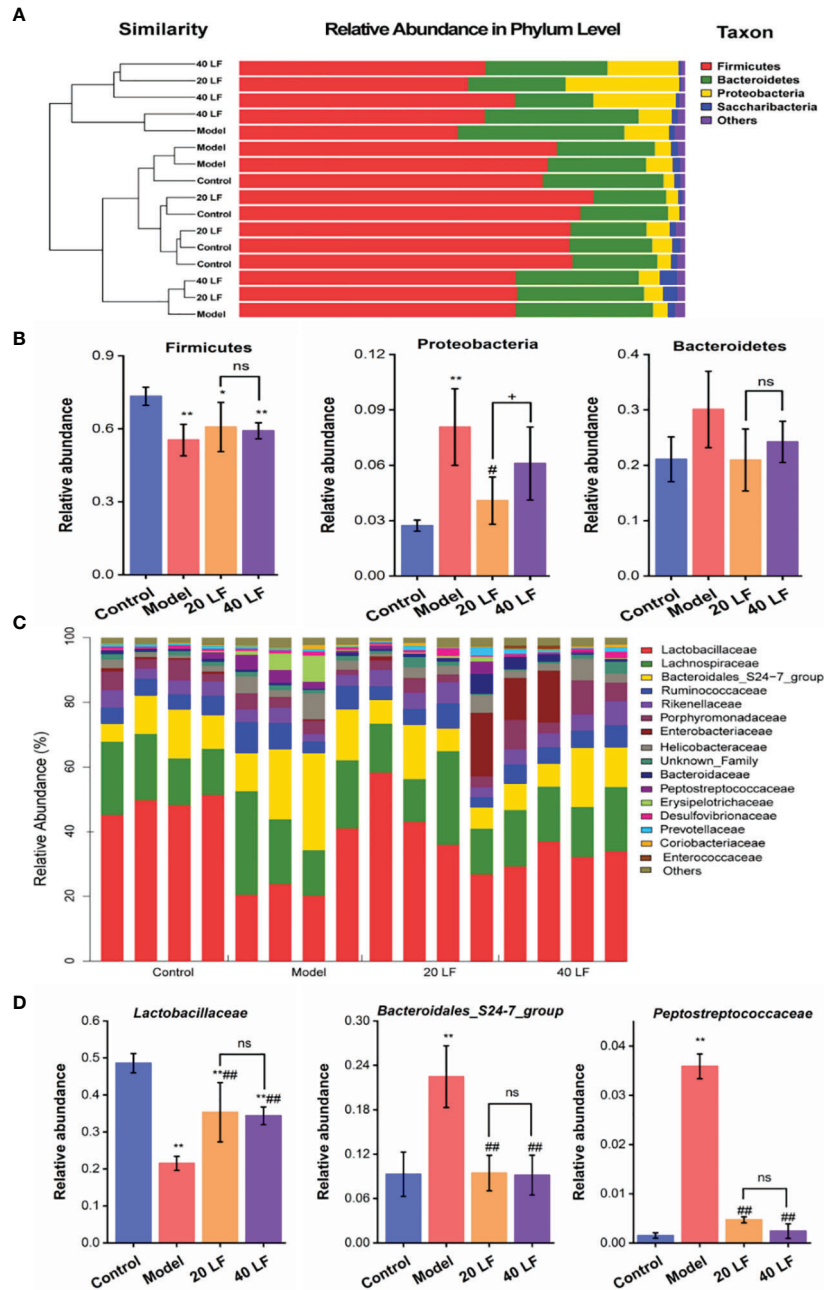 A
Similarity
Relative Abundance in Phylum Level
Taxon
40 LF
20 LF
40 LF
40 LF
Model
Model
Model
Control
20 LF
Control
20 LF
Control
Control
40 LF
20 LF
Model
Firmicutes
Bacteroidetes
Proteobacteria
Saccharibacteria
Others
B
Firmicutes
Relative abundance
0.9
0.6
0.3
0.0
**
*
**
ns
Control
Model
20 LF
40 LF
Proteobacteria
Relative abundance
0.12
0.09
0.06
0.03
0.00
**
#
+
Control
Model
20 LF
40 LF
Bacteroidetes
Relative abundance
0.4
0.3
0.2
0.1
0.0
ns
Control
Model
20 LF
40 LF
C
Relative Abundance (%)
100
80
60
40
20
0
Control
Model
20 LF
40 LF
Lactobacillaceae
Lachnospiraceae
Bacteroidales_S24-7_group
Ruminococcaceae
Rikenellaceae
Porphyromonadaceae
Enterobacteriaceae
Helicobacteraceae
Unknown_Family
Bacteroidaceae
Peptostreptococcaceae
Erysipelotrichaceae
Desulfovibrionaceae
Prevotellaceae
Coriobacteriaceae
Enterococcaceae
Others
D
Lactobacillaceae
Relative abundance
0.6
0.5
0.4
0.3
0.2
0.1
0.0
**
**##
**##
ns
Control
Model
20 LF
40 LF
Bacteroidales_S24-7_group
Relative abundance
0.30
0.24
0.18
0.12
0.06
0.00
**
##
##
ns
Control
Model
20 LF
40 LF
Peptostreptococcaceae
Relative abundance
0.04
0.03
0.02
0.01
0.00
**
##
##
ns
Control
Model
20 LF
40 LF